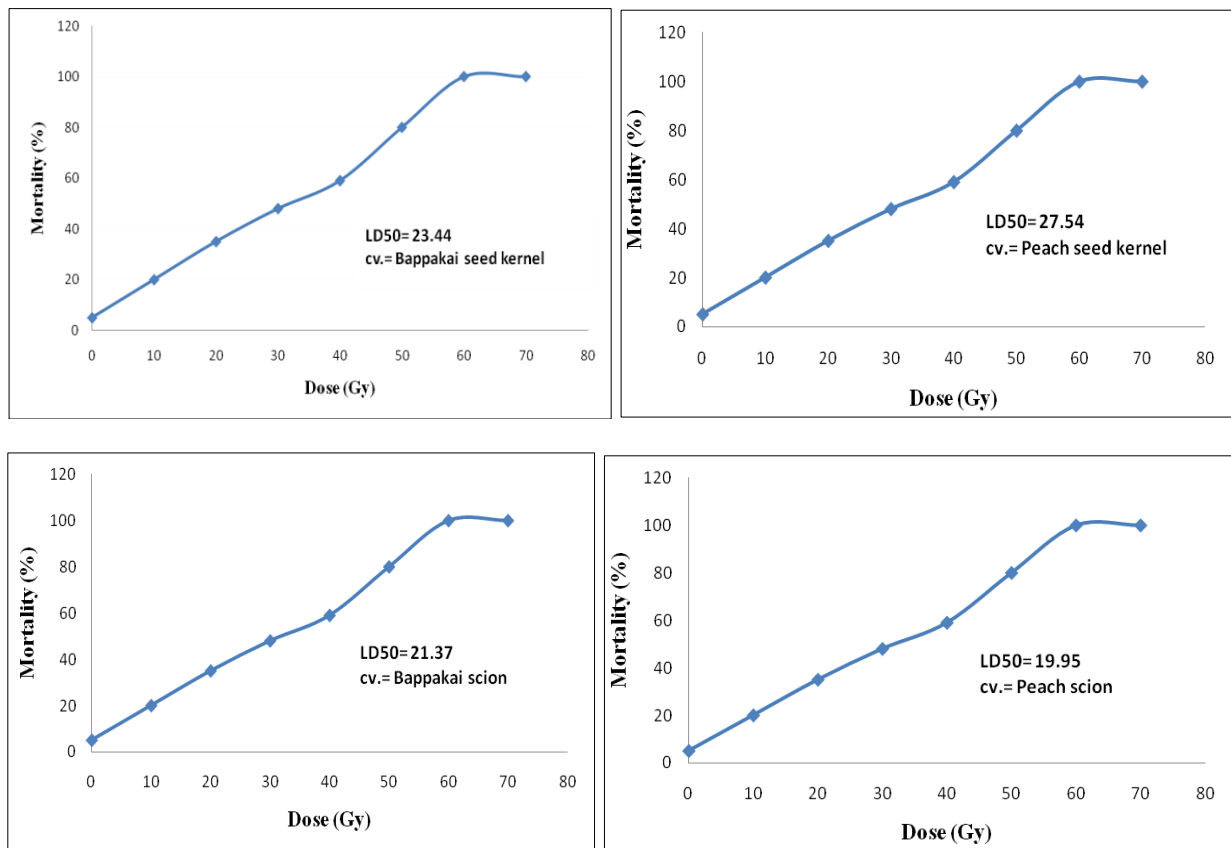 120
100
80
60
40
20
0
Mortality (%)
LD50= 23.44
cv.= Bappakai seed kernel
0 10 20 30 40 50 60 70 80
Dose (Gy)
120
100
80
60
40
20
0
Mortality (%)
LD50= 27.54
cv.= Peach seed kernel
0 10 20 30 40 50 60 70 80
Dose (Gy)
120
100
80
60
40
20
0
Mortality (%)
LD50= 21.37
cv.= Bappakai scion
0 10 20 30 40 50 60 70 80
Dose (Gy)
120
100
80
60
40
20
0
Mortality (%)
LD50= 19.95
cv.= Peach scion
0 10 20 30 40 50 60 70 80
Dose (Gy)